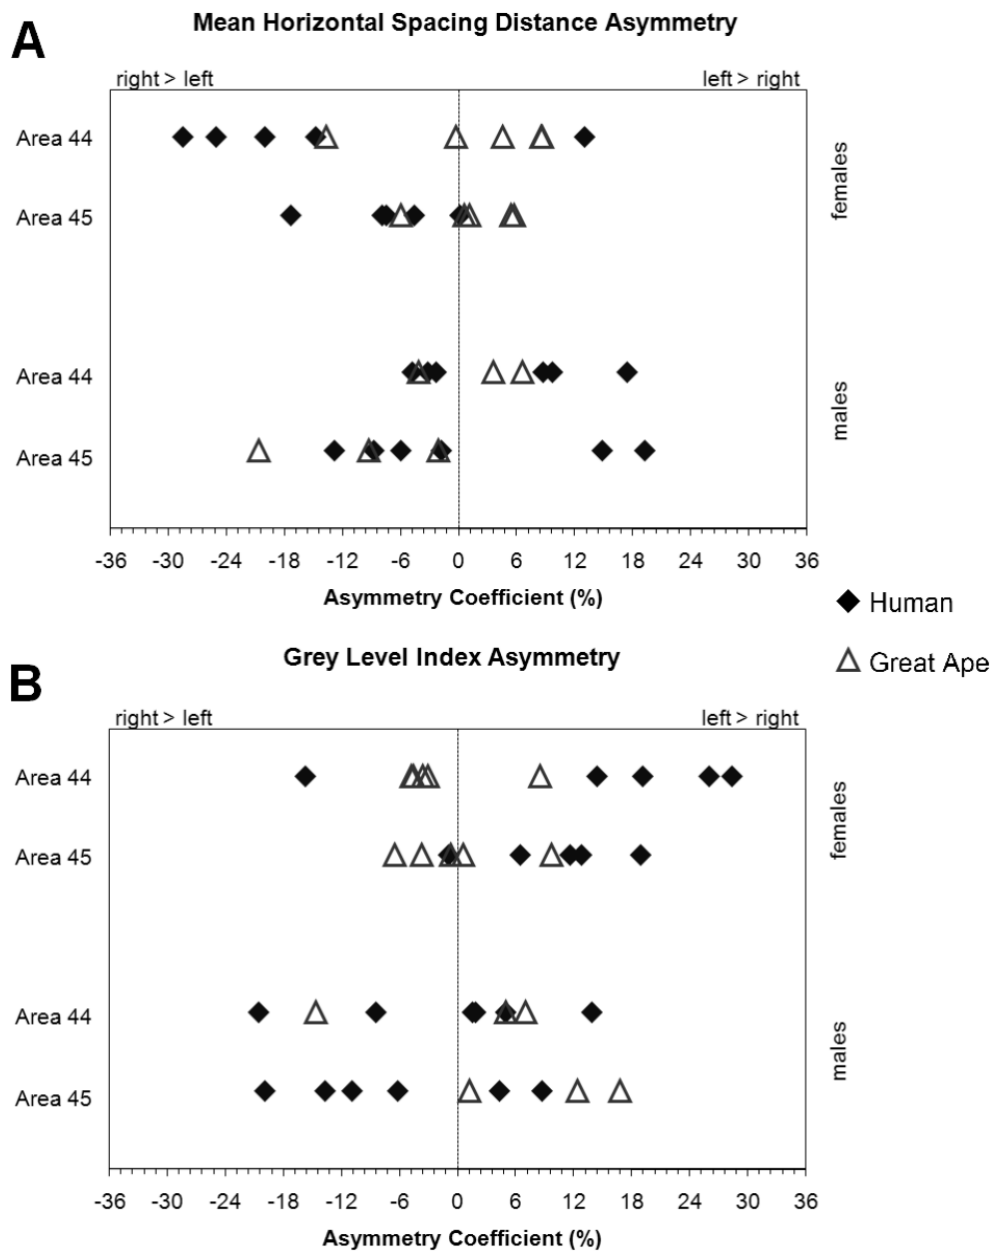 A
Mean Horizontal Spacing Distance Asymmetry
right > left
left > right
Area 44
Area 45
females
Area 44
Area 45
males
-36 -30 -24 -18 -12 -6 0 6 12 18 24 30 36
Asymmetry Coefficient (%)
Human
Great Ape
B
Grey Level Index Asymmetry
right > left
left > right
Area 44
Area 45
females
Area 44
Area 45
males
-36 -30 -24 -18 -12 -6 0 6 12 18 24 30 36
Asymmetry Coefficient (%)